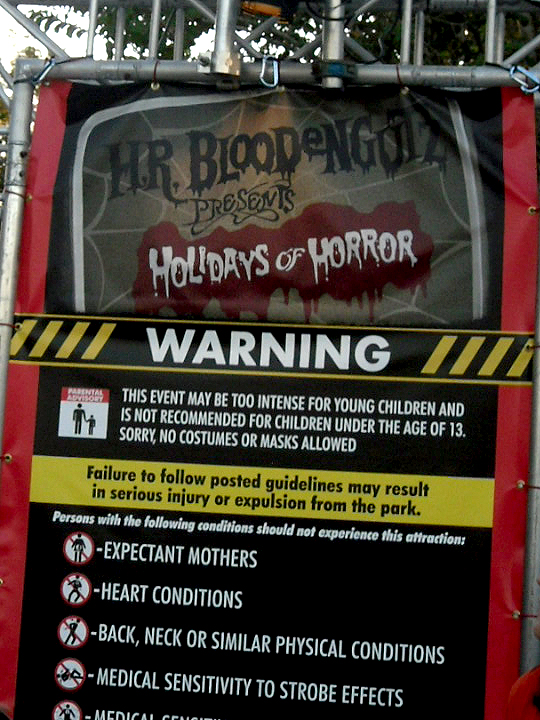 H.R. BLOODENGUTZ
PRESENTS
HOLIDAYS OF HORROR
WARNING
PARENTAL
ADVISORY
THIS EVENT MAY BE TOO INTENSE FOR YOUNG CHILDREN AND
IS NOT RECOMMENDED FOR CHILDREN UNDER THE AGE OF 13.
SORRY, NO COSTUMES OR MASKS ALLOWED
Failure to follow posted guidelines may result
in serious injury or expulsion from the park.
Persons with the following conditions should not experience this attraction:
-EXPECTANT MOTHERS
-HEART CONDITIONS
-BACK, NECK OR SIMILAR PHYSICAL CONDITIONS
-MEDICAL SENSITIVITY TO STROBE EFFECTS
-MEDICAL